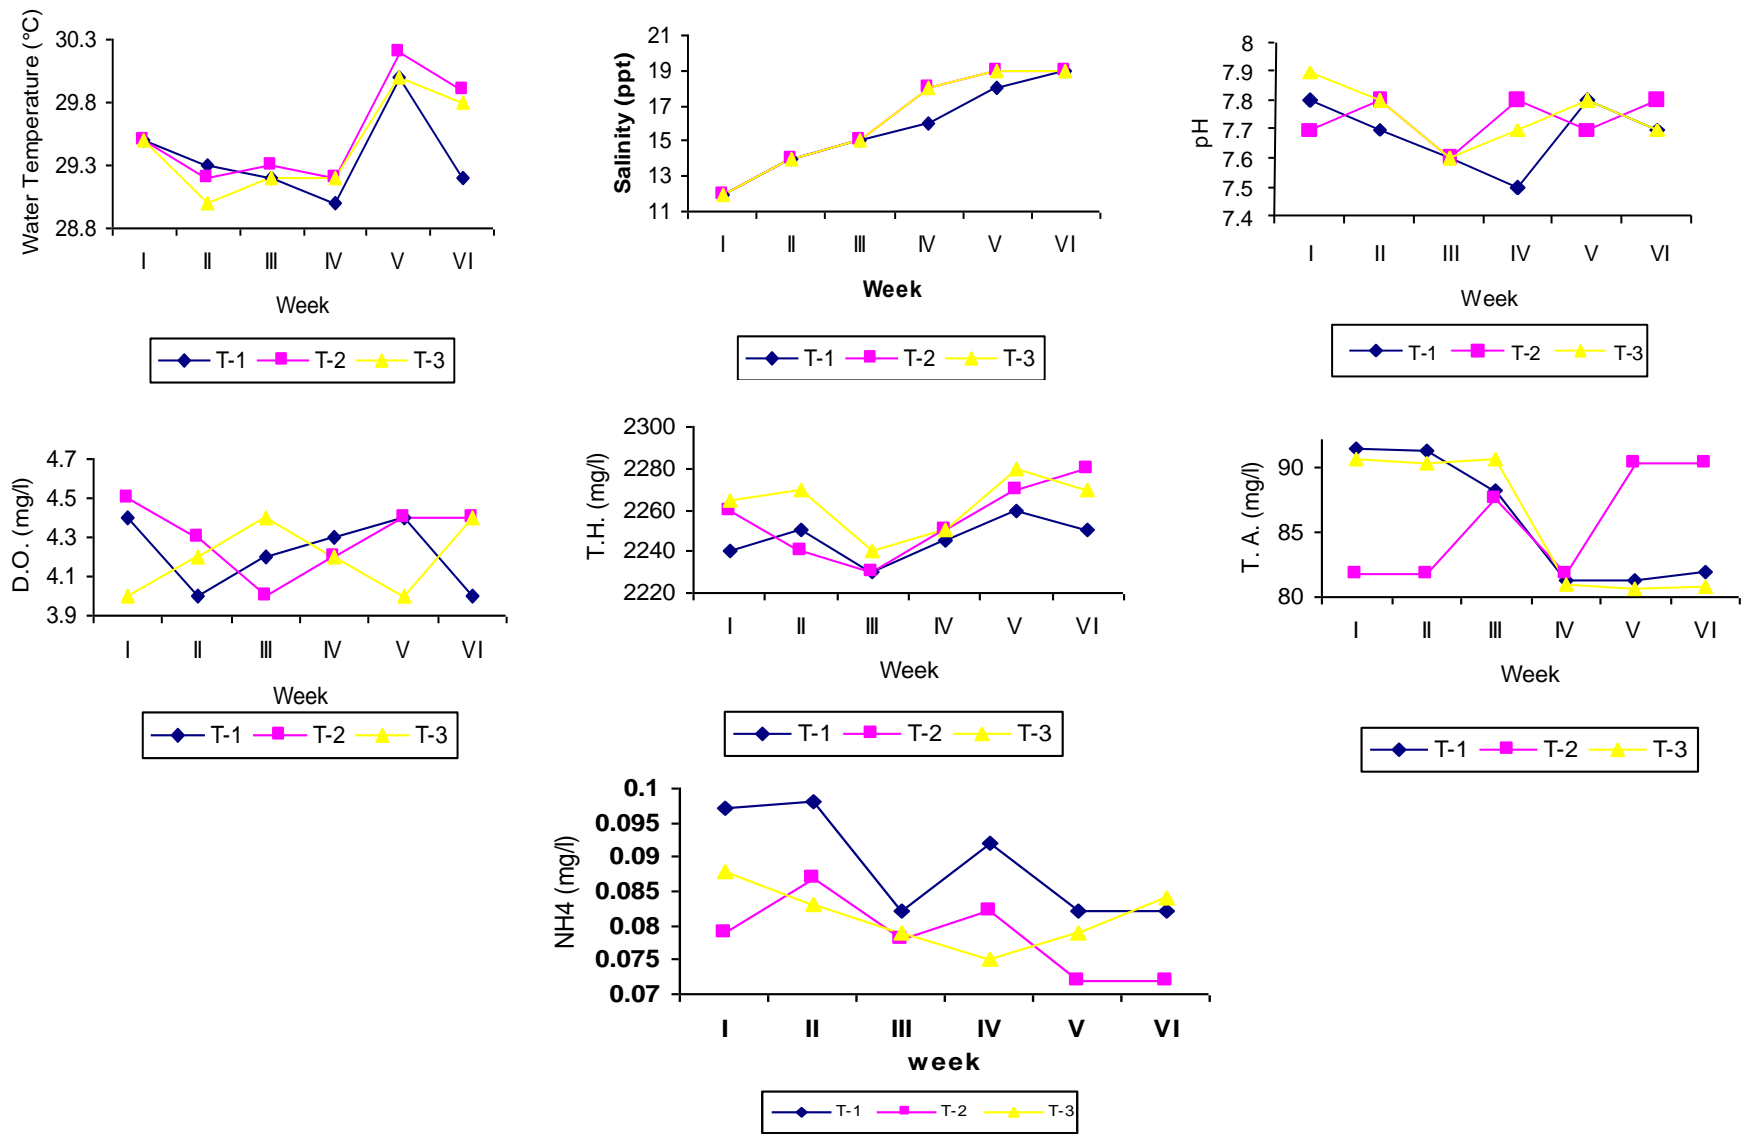 Water Temperature (°C)
30.3
29.8
29.3
28.8
I II III IV V VI
Week
T-1 T-2 T-3
Salinity (ppt)
21
19
17
15
13
11
I II III IV V VI
Week
T-1 T-2 T-3
pH
8
7.9
7.8
7.7
7.6
7.5
7.4
I II III IV V VI
Week
T-1 T-2 T-3
D.O. (mg/l)
4.7
4.5
4.3
4.1
3.9
I II III IV V VI
Week
T-1 T-2 T-3
T.H. (mg/l)
2300
2280
2260
2240
2220
I II III IV V VI
Week
T-1 T-2 T-3
T. A. (mg/l)
90
85
80
I II III IV V VI
Week
T-1 T-2 T-3
NH4 (mg/l)
0.1
0.095
0.09
0.085
0.08
0.075
0.07
I II III IV V VI
week
T-1 T-2 T-3